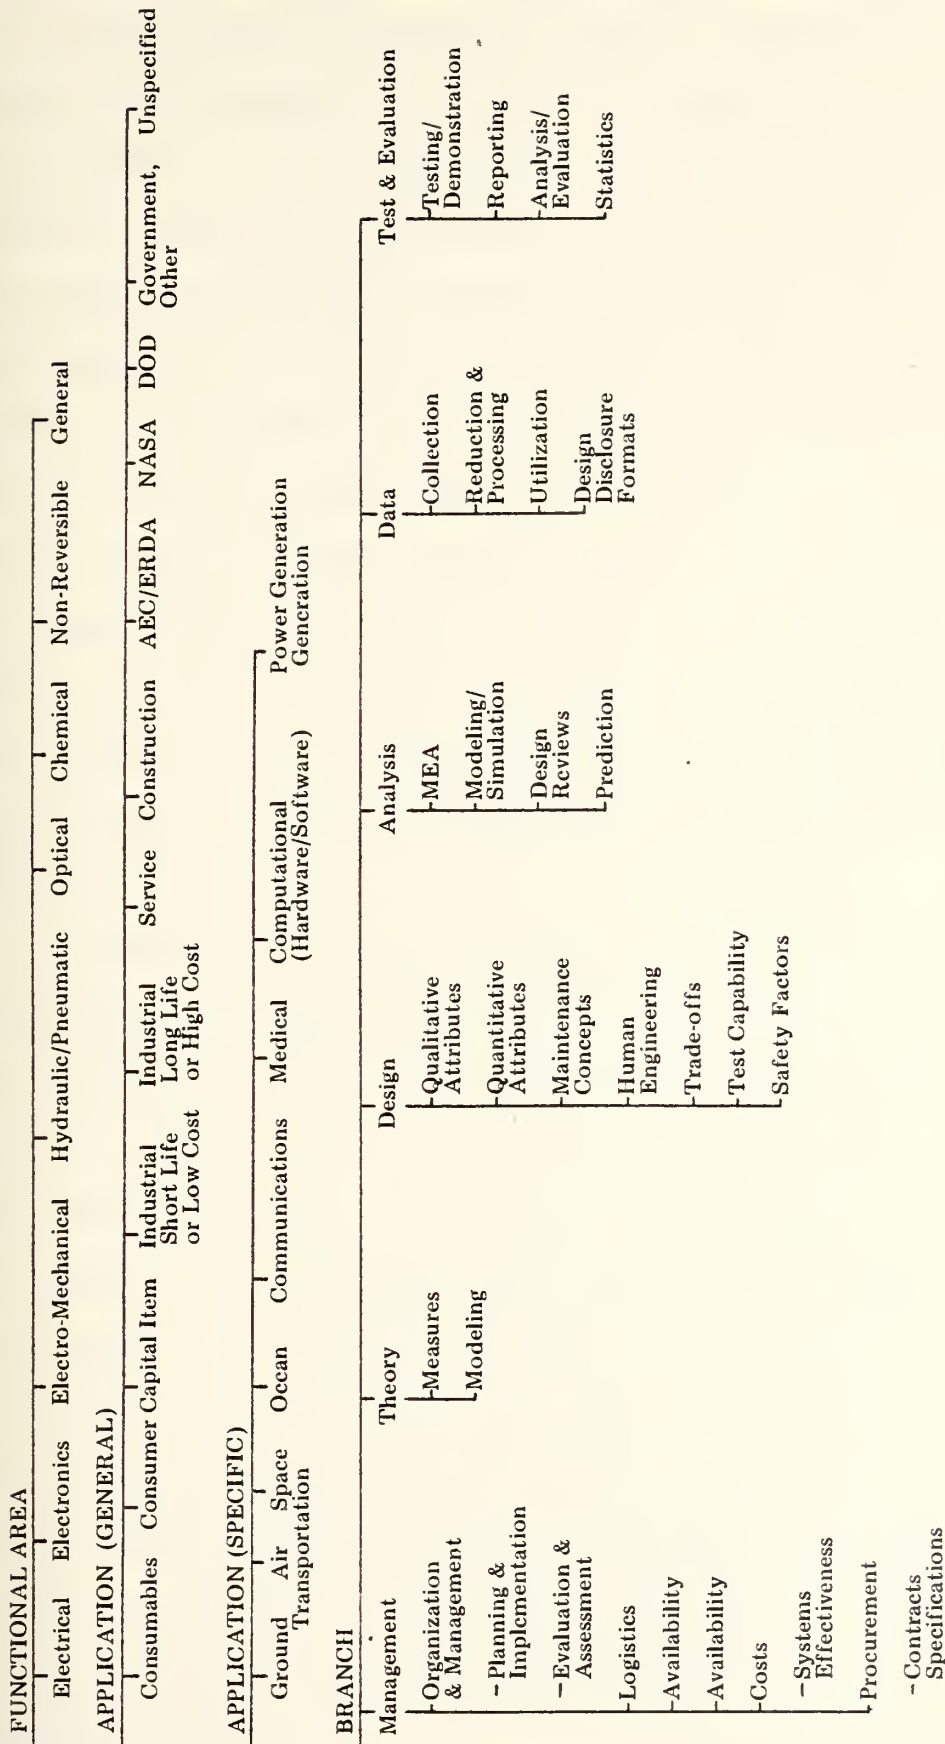 FUNCTIONAL AREA
Electrical Electronics Electro-Mechanical Hydraulic/Pneumatic Optical Chemical Non-Reversible General
APPLICATION (GENERAL)
Consumables Consumer Capital Item Industrial Service Construction AEC/ERDA NASA DOD Government, Unspecified
Short Life Long Life Other
or Low Cost or High Cost
APPLICATION (SPECIFIC)
Ground Air Space Ocean Communications Medical Computational Power Generation
Transportation (Hardware/Software) Generation
BRANCH
Management Theory Design Analysis Data Test & Evaluation
Organization
& Management
Planning &
Implementation
Evaluation &
Assessment
Logistics
Availability
Availability
Costs
Systems
Effectiveness
Procurement
Contracts
Specifications
Measures
Modeling
Qualitative
Attributes
Quantitative
Attributes
Maintenance
Concepts
Human
Engineering
Trade-offs
Test Capability
Safety Factors
MEA
Modeling/
Simulation
Design
Reviews
Prediction
Collection
Reduction &
Processing
Utilization
Design
Disclosure
Formats
Testing/
Demonstration
Reporting
Analysis/
Evaluation
Statistics